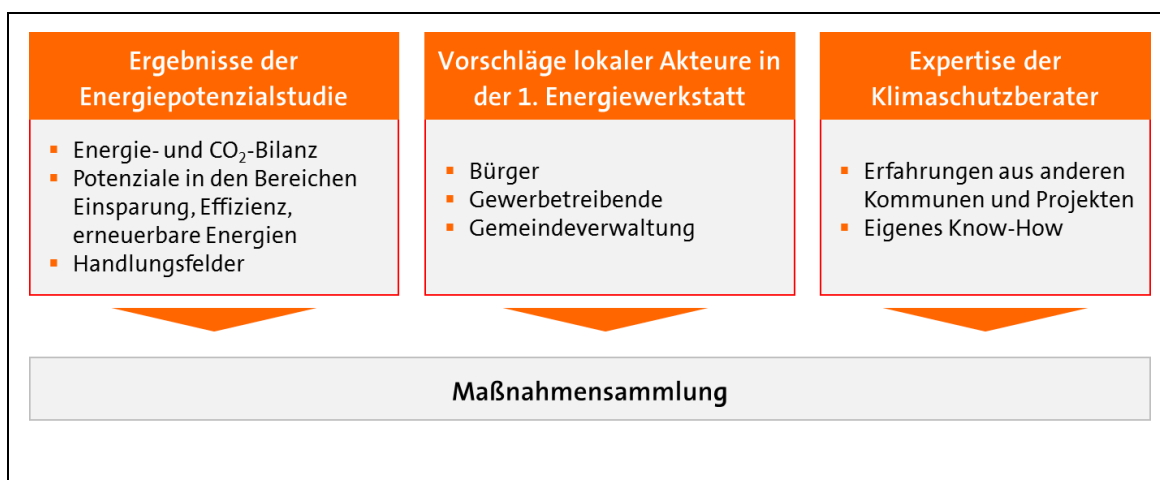 Ergebnisse der
Energiepotenzialstudie
▪ Energie- und CO₂-Bilanz
▪ Potenziale in den Bereichen
Einsparung, Effizienz,
erneuerbare Energien
▪ Handlungsfelder
Vorschläge lokaler Akteure in
der 1. Energiewerkstatt
▪ Bürger
▪ Gewerbetreibende
▪ Gemeindeverwaltung
Expertise der
Klimaschutzberater
▪ Erfahrungen aus anderen
Kommunen und Projekten
▪ Eigenes Know-How
Maßnahmensammlung